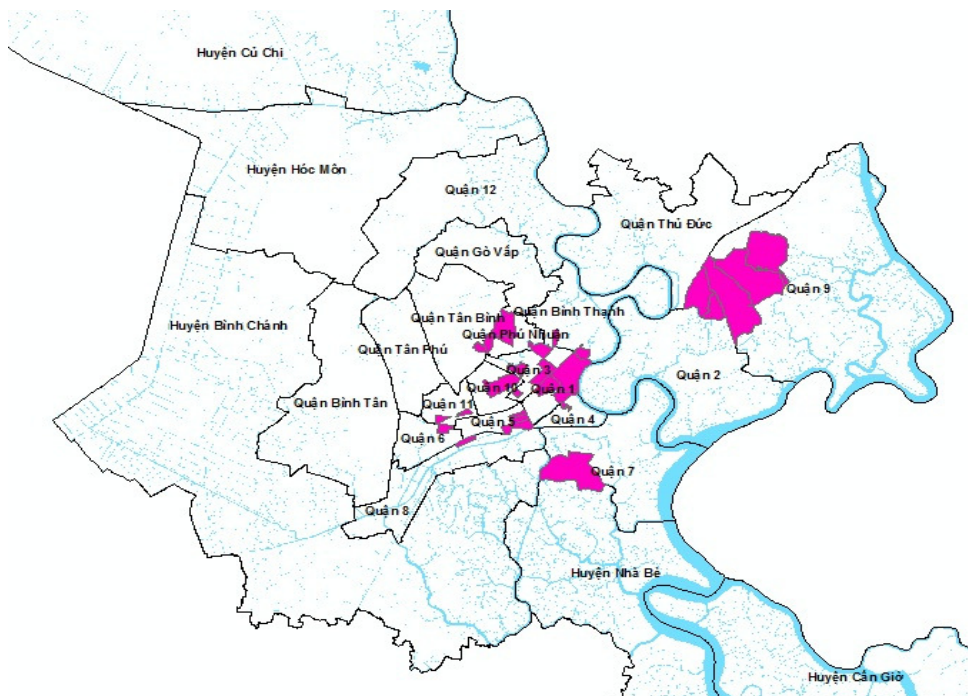 Huyện Củ Chi
Huyện Hóc Môn
Quận 12
Quận Thủ Đức
Quận Gò Vấp
Quận 9
Quận Bình Thạnh
Quận Tân Bình
Huyện Bình Chánh
Quận Phú Nhuận
Quận Tân Phú
Quận 3
Quận 2
Quận 10
Quận 1
Quận Bình Tân
Quận 11
Quận 5
Quận 4
Quận 6
Quận 7
Quận 8
Huyện Nhà Bè
Huyện Cần Giờ